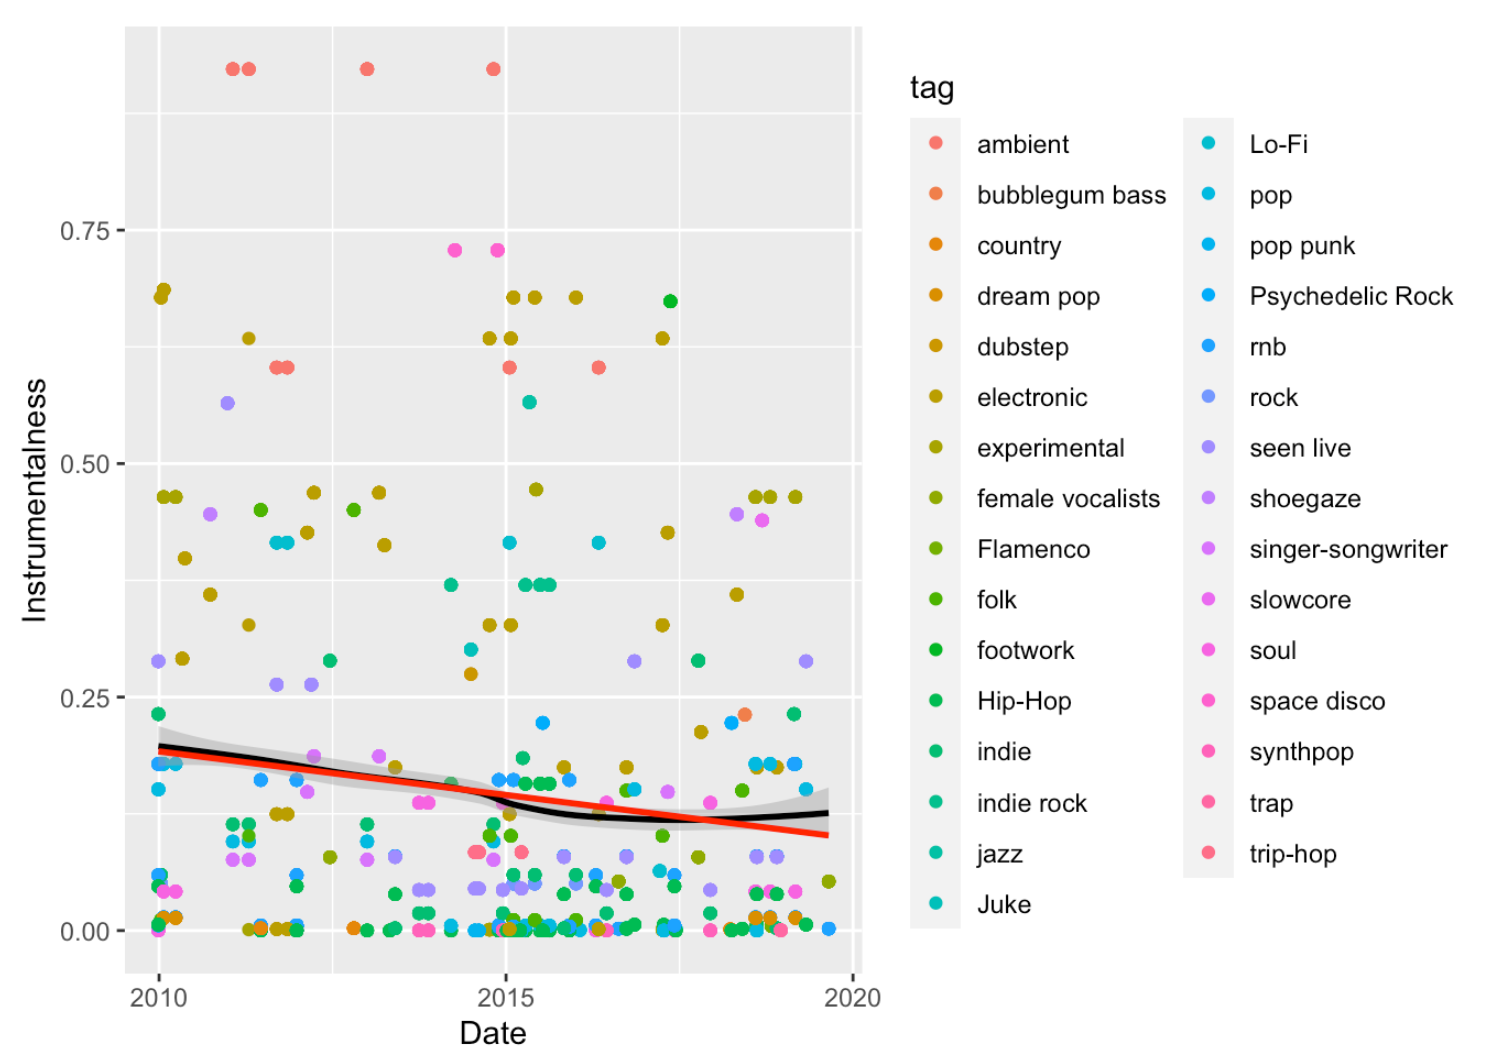 tag
ambient
bubblegum bass
country
dream pop
dubstep
electronic
experimental
female vocalists
Flamenco
folk
footwork
Hip-Hop
indie
indie rock
jazz
Juke
Lo-Fi
pop
pop punk
Psychedelic Rock
rnb
rock
seen live
shoegaze
singer-songwriter
slowcore
soul
space disco
synthpop
trap
trip-hop
Instrumentalness
0.75
0.50
0.25
0.00
2010
2015
2020
Date